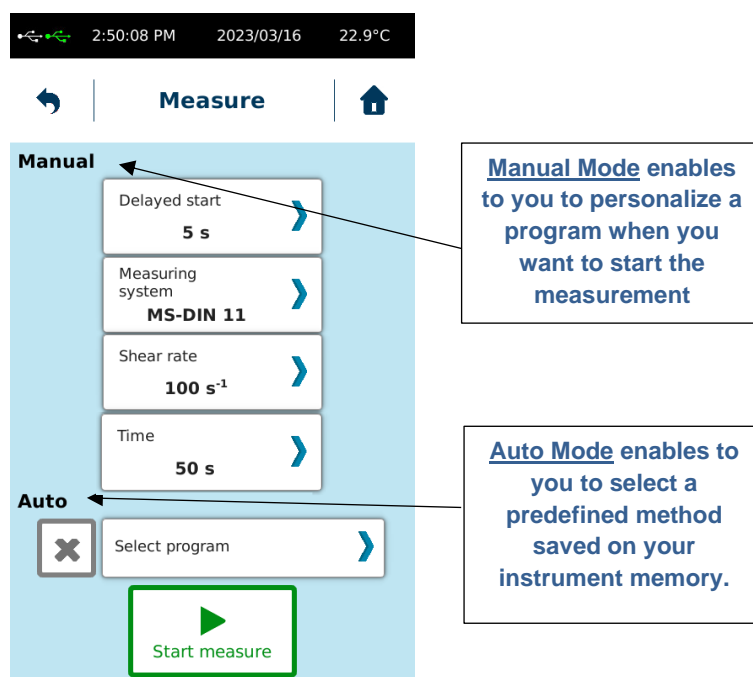 2:50:08 PM 2023/03/16 22.9°C
Measure
Manual
Delayed start
5 s
Measuring
system
MS-DIN 11
Shear rate
100 s⁻¹
Time
50 s
Auto
Select program
Start measure
Manual Mode enables
to you to personalize a
program when you
want to start the
measurement
Auto Mode enables to
you to select a
predefined method
saved on your
instrument memory.